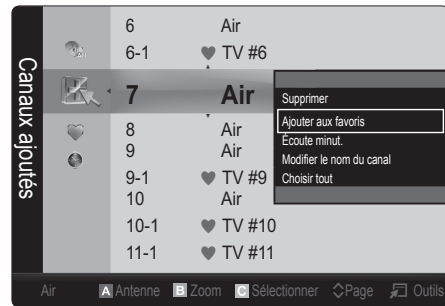 Canaux ajoutés
6 Air
6-1 ♥ TV #6
7 Air
8 Air
9 Air
9-1 ♥ TV #9
10 Air
10-1 ♥ TV #10
11-1 ♥ TV #11
Supprimer
Ajouter aux favoris
Écoute minut.
Modifier le nom du canal
Choisir tout
Air A Antenne B Zoom C Sélectionner Page Outils